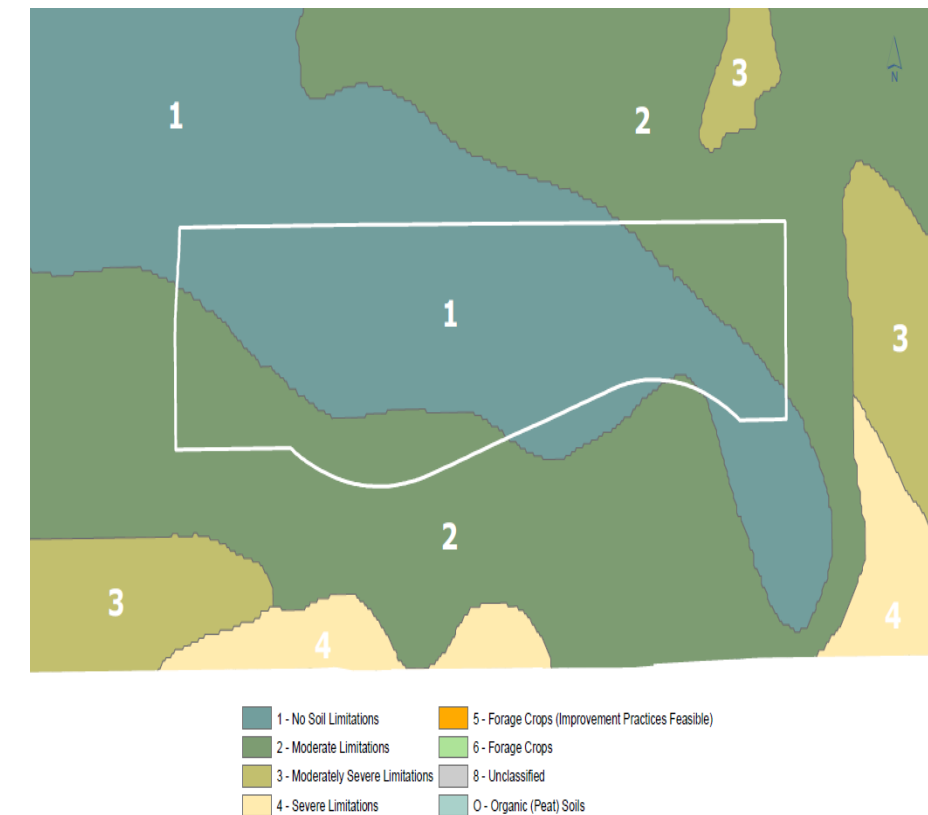 3
1
2
N
1
3
2
3
4
4
1 - No Soil Limitations
2 - Moderate Limitations
3 - Moderately Severe Limitations
4 - Severe Limitations
5 - Forage Crops (Improvement Practices Feasible)
6 - Forage Crops
8 - Unclassified
O - Organic (Peat) Soils